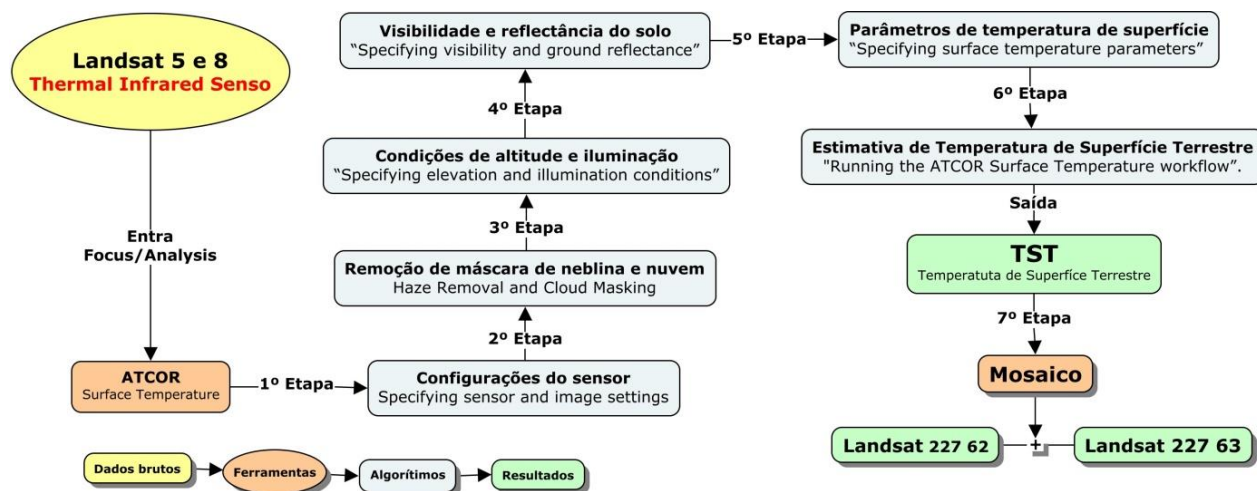 Landsat 5 e 8
Thermal Infrared Senso
Entra
Focus/Analysis
ATCOR
Surface Temperature
1º Etapa
Configurações do sensor
Specifying sensor and image settings
2º Etapa
Remoção de máscara de neblina e nuvem
Haze Removal and Cloud Masking
3º Etapa
Condições de altitude e iluminação
“Specifying elevation and illumination conditions”
4º Etapa
Visibilidade e reflectância do solo
“Specifying visibility and ground reflectance”
5º Etapa
Parâmetros de temperatura de superfície
“Specifying surface temperature parameters”
6º Etapa
Estimativa de Temperatura de Superfície Terrestre
"Running the ATCOR Surface Temperature workflow”.
Saída
TST
Temperatuta de Superfíce Terrestre
7º Etapa
Mosaico
Landsat 227 62
+
Landsat 227 63
Dados brutos
Ferramentas
Algorítimos
Resultados